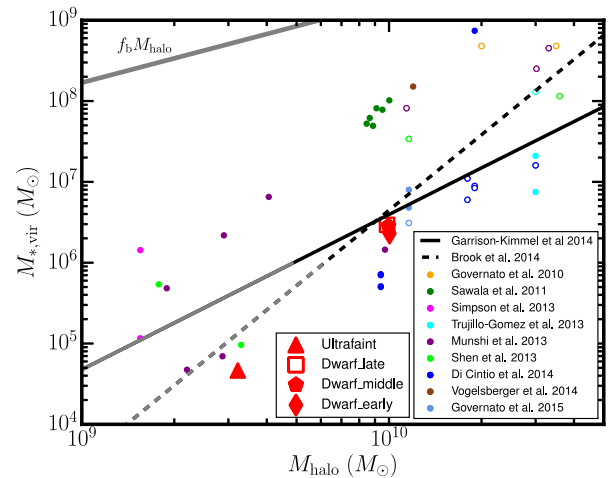 10^9
10^8
10^7
10^6
10^5
10^4
M_{*,vir} (M_⊙)
f_b M_halo
Ultrafaint
Dwarf_late
Dwarf_middle
Dwarf_early
Garrison-Kimmel et al 2014
Brook et al. 2014
Governato et al. 2010
Sawala et al. 2011
Simpson et al. 2013
Trujillo-Gomez et al. 2013
Munshi et al. 2013
Shen et al. 2013
Di Cintio et al. 2014
Vogelsberger et al. 2014
Governato et al. 2015
10^9
10^10
M_halo (M_⊙)